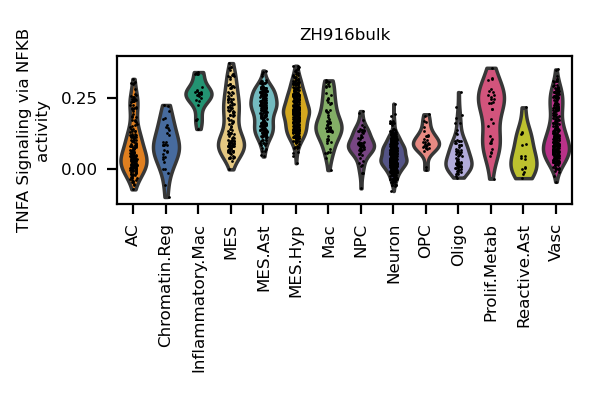 ZH916bulk
TNFA Signaling via NFKB
activity
0.25
0.00
AC
Chromatin.Reg
Inflammatory.Mac
MES
MES.Ast
MES.Hyp
Mac
NPC
Neuron
OPC
Oligo
Prolif.Metab
Reactive.Ast
Vasc